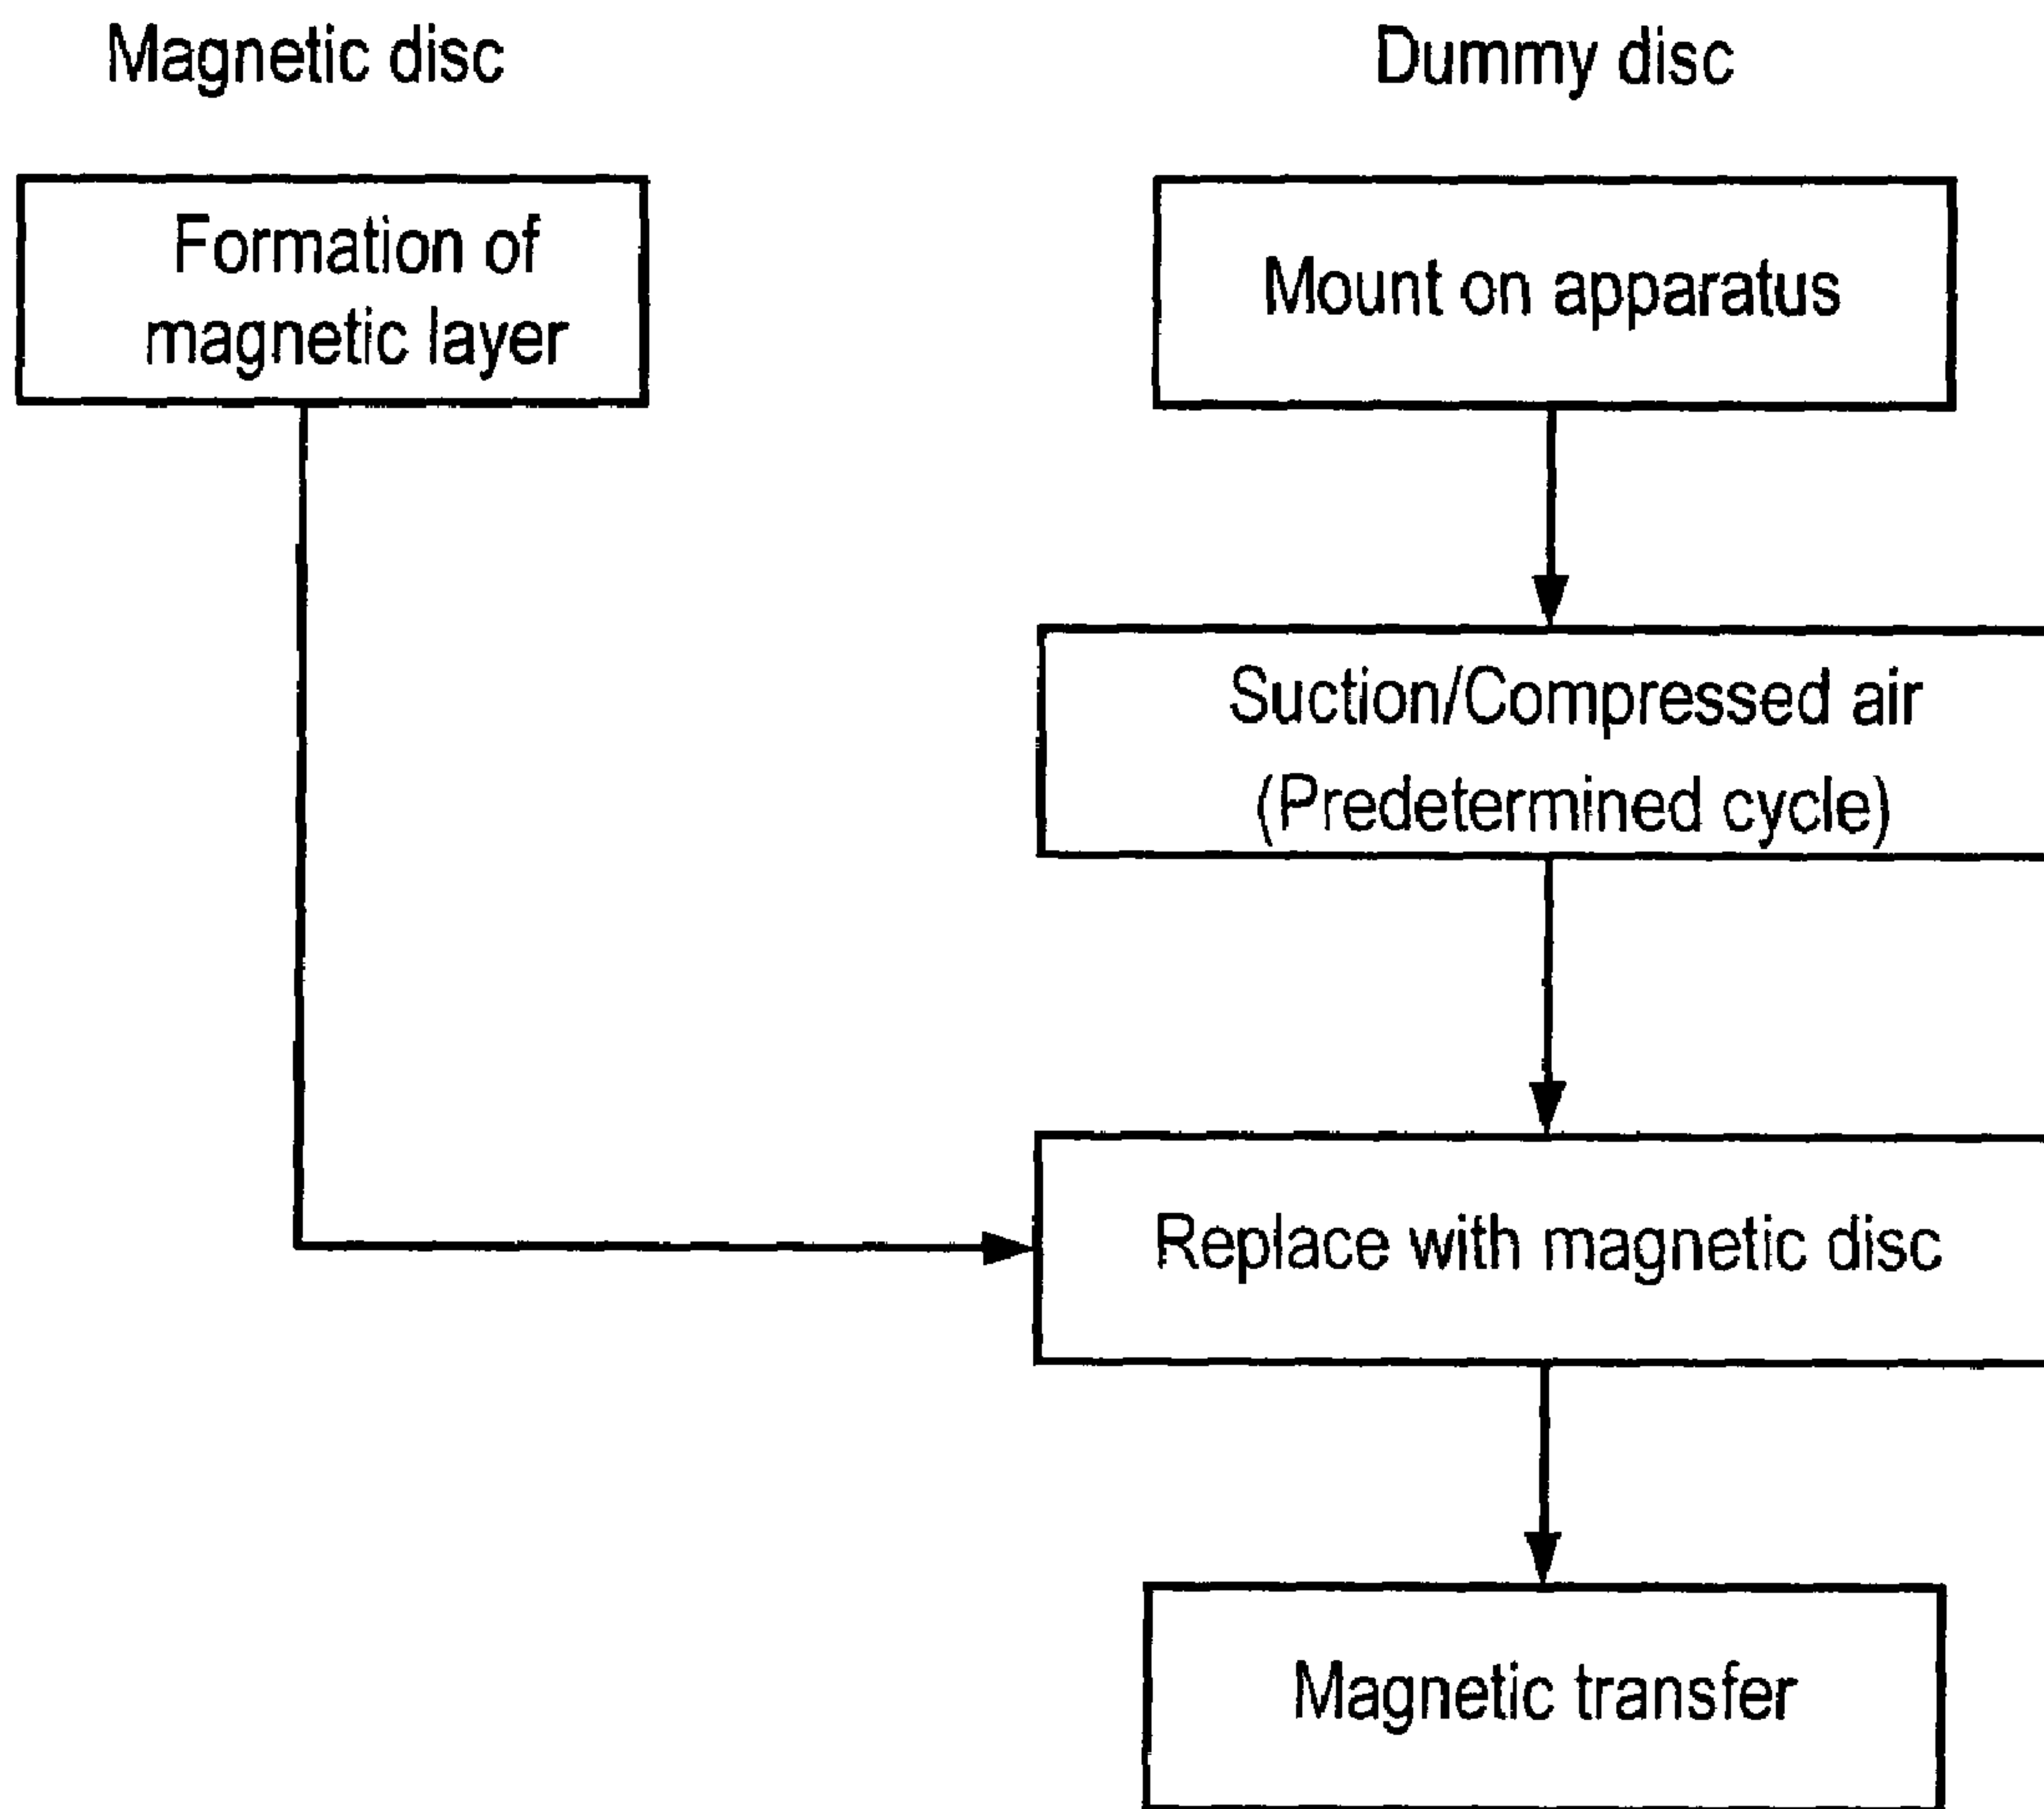 Magnetic disc
Dummy disc
Formation of
magnetic layer
Mount on apparatus
Suction/Compressed air
(Predetermined cycle)
Replace with magnetic disc
Magnetic transfer